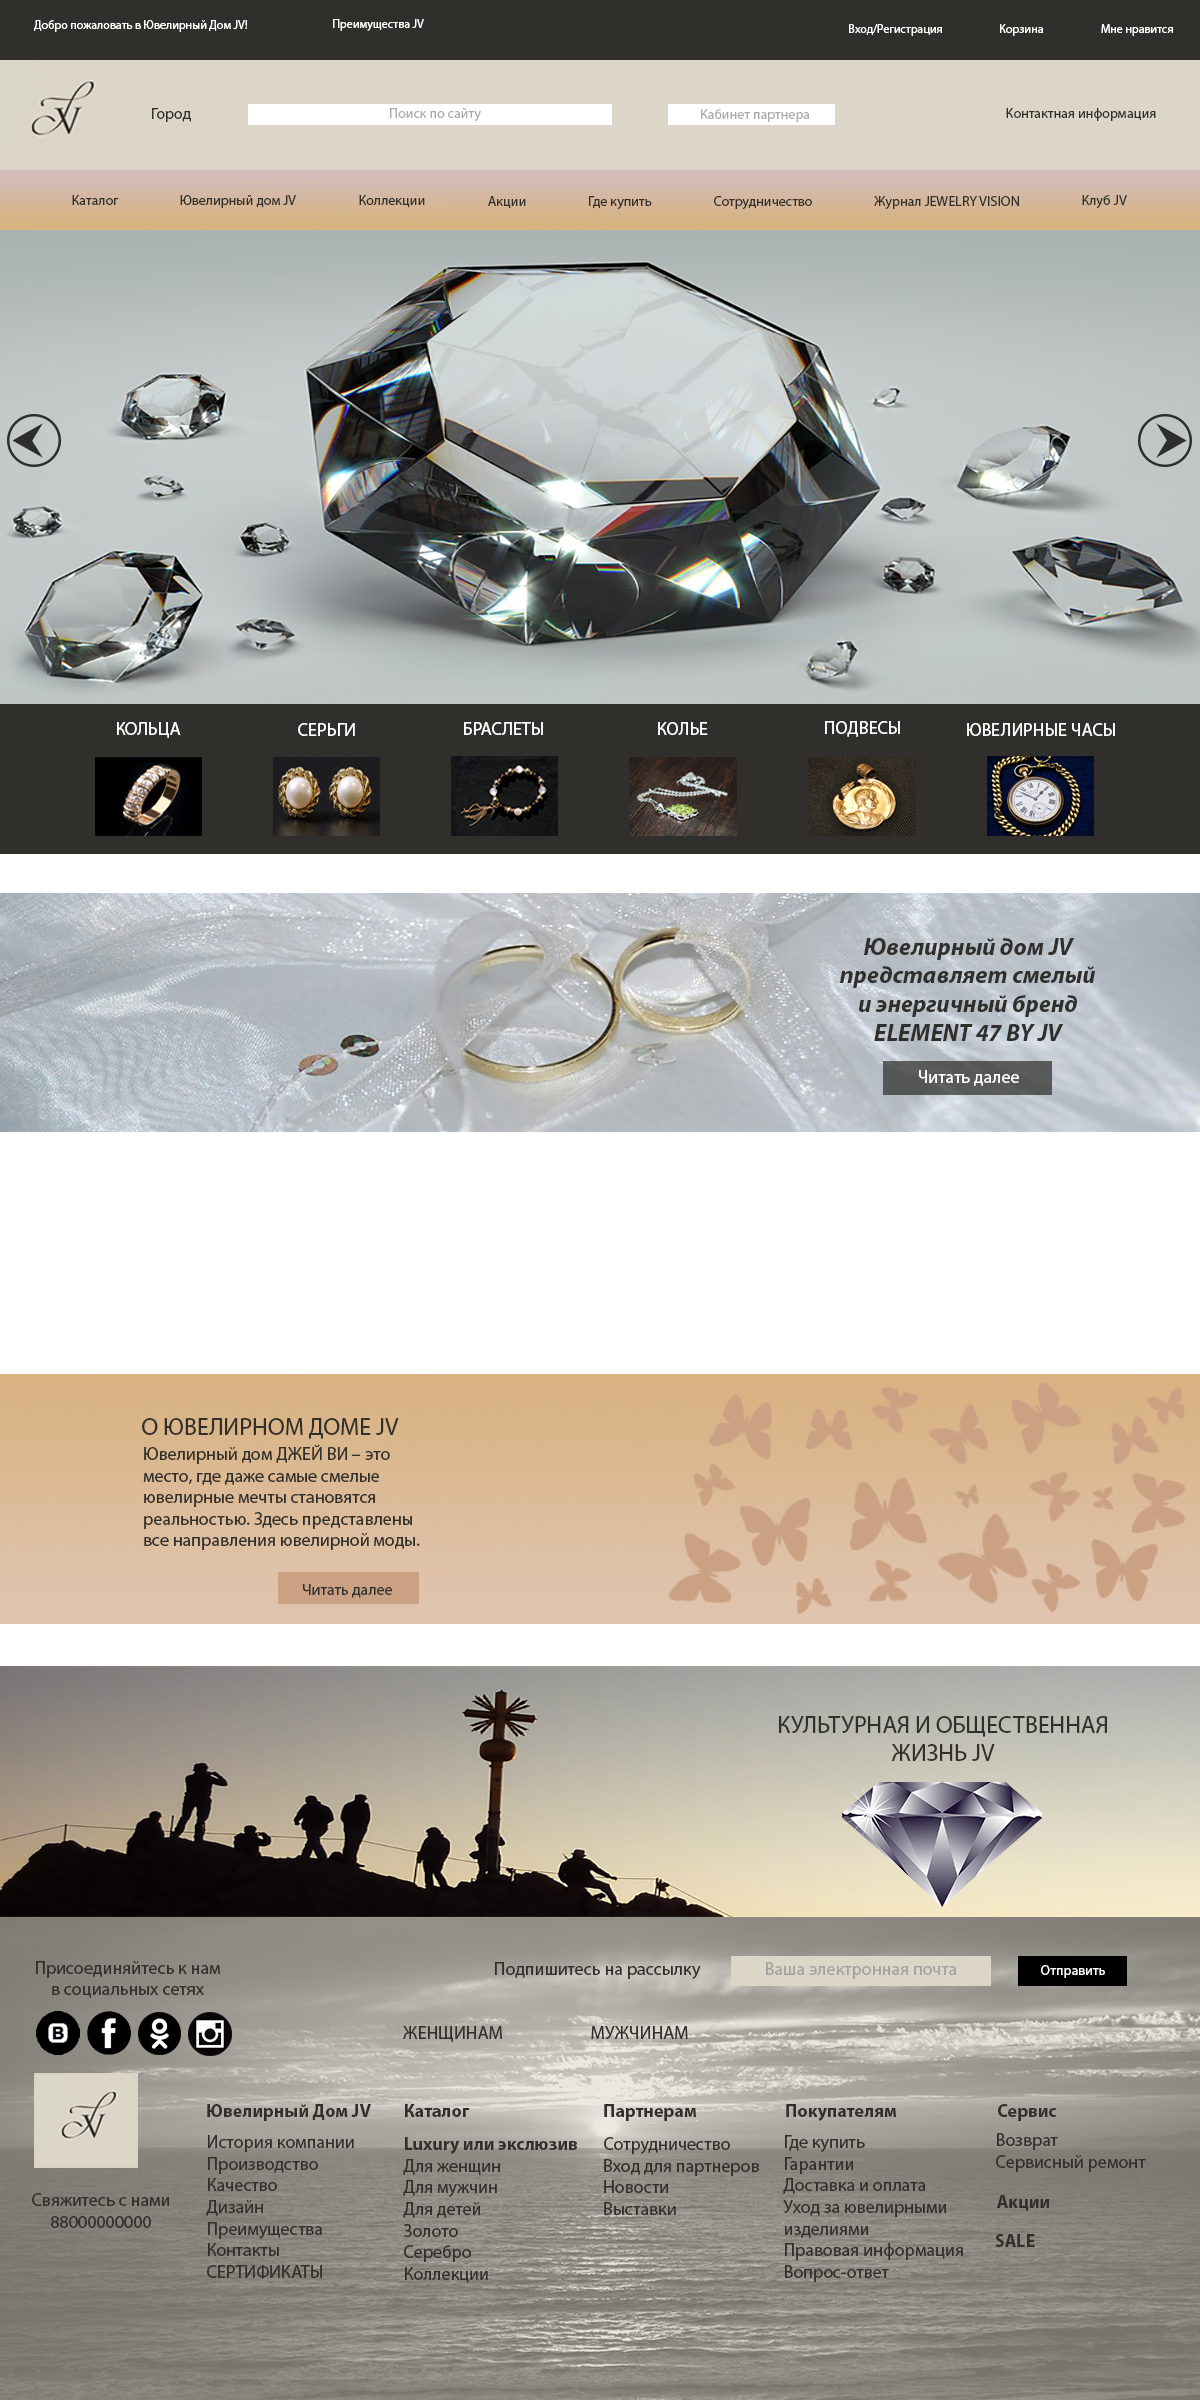 Добро пожаловать в Ювелирный Дом JV!
Преимущества JV
Вход/Регистрация
Корзина
Мне нравится
JV
Город
Поиск по сайту
Кабинет партнера
Контактная информация
Каталог
Ювелирный дом JV
Коллекции
Акции
Где купить
Сотрудничество
Журнал JEWELRY VISION
Клуб JV
КОЛЬЦА
СЕРЬГИ
БРАСЛЕТЫ
КОЛЬЕ
ПОДВЕСЫ
ЮВЕЛИРНЫЕ ЧАСЫ
Ювелирный дом JV
представляет смелый
и энергичный бренд
ELEMENT 47 BY JV
Читать далее
О ЮВЕЛИРНОМ ДОМЕ JV
Ювелирный дом ДЖЕЙ ВИ – это
место, где даже самые смелые
ювелирные мечты становятся
реальностью. Здесь представлены
все направления ювелирной моды.
Читать далее
КУЛЬТУРНАЯ И ОБЩЕСТВЕННАЯ
ЖИЗНЬ JV
Присоединяйтесь к нам
в социальных сетях
Подпишитесь на рассылку
Ваша электронная почта
Отправить
ЖЕНЩИНАМ
МУЖЧИНАМ
JV
Свяжитесь с нами
88000000000
Ювелирный Дом JV
История компании
Производство
Качество
Дизайн
Преимущества
Контакты
СЕРТИФИКАТЫ
Каталог
Luxury или эксклюзив
Для женщин
Для мужчин
Для детей
Золото
Серебро
Коллекции
Партнерам
Сотрудничество
Вход для партнеров
Новости
Выставки
Покупателям
Где купить
Гарантии
Доставка и оплата
Уход за ювелирными
изделиями
Правовая информация
Вопрос-ответ
Сервис
Возврат
Сервисный ремонт
Акции
SALE